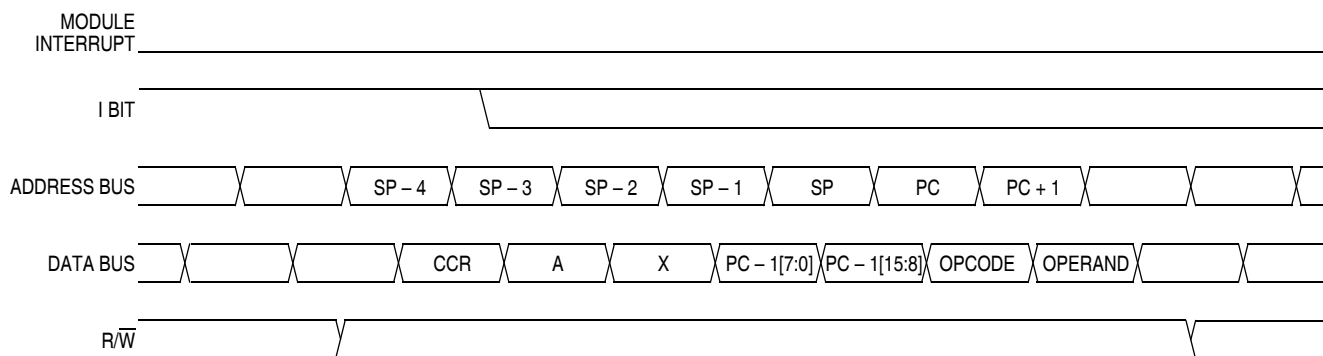 MODULE
INTERRUPT
I BIT
ADDRESS BUS SP – 4 SP – 3 SP – 2 SP – 1 SP PC PC + 1
DATA BUS CCR A X PC – 1[7:0] PC – 1[15:8] OPCODE OPERAND
R/W̅